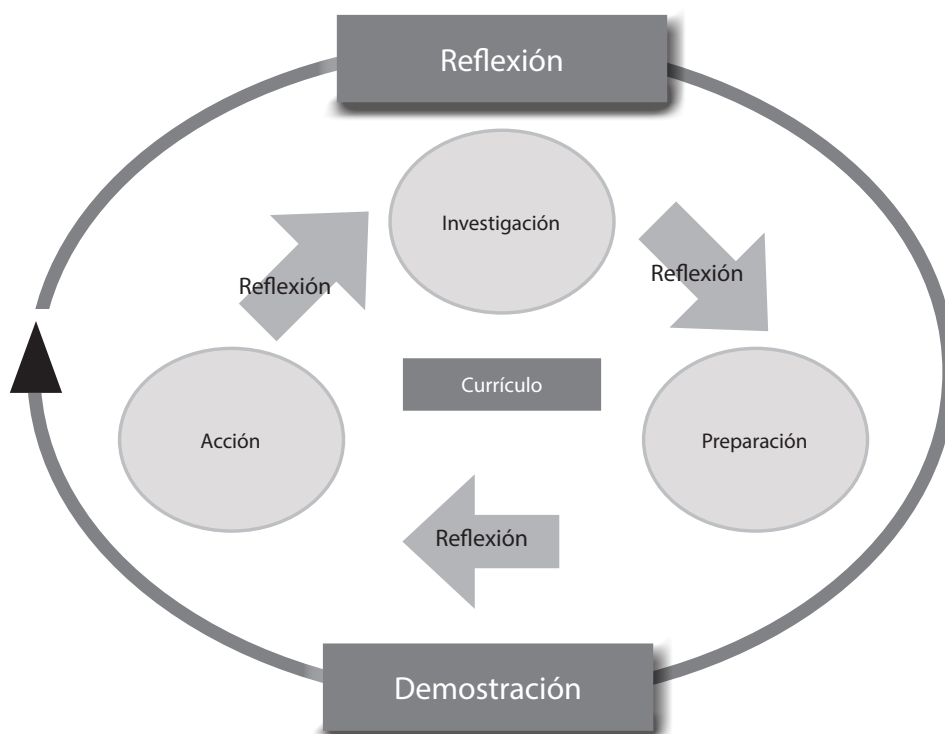 Reflexión
Investigación
Reflexión
Reflexión
Currículo
Acción
Preparación
Reflexión
Demostración